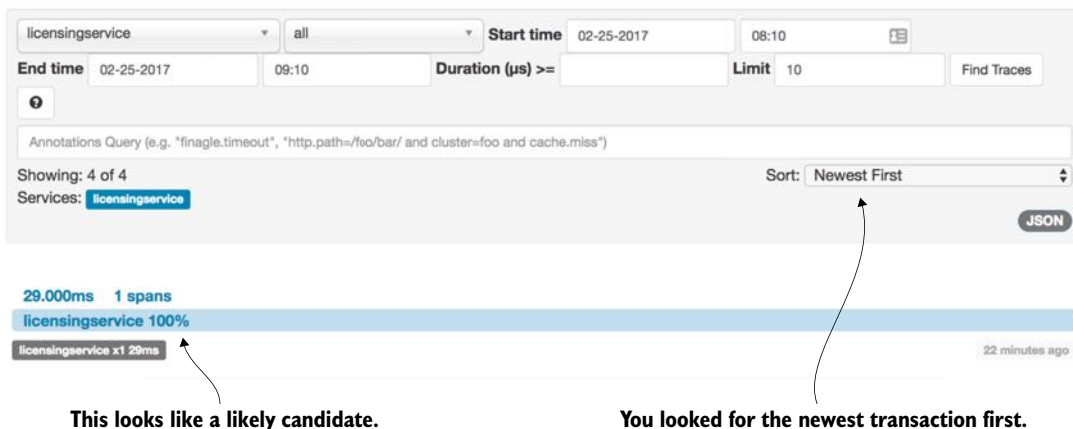 licensingservice all Start time 02-25-2017 08:10
End time 02-25-2017 09:10 Duration (µs) >= Limit 10 Find Traces
?
Annotations Query (e.g. "finagle.timeout", "http.path=/foo/bar/ and cluster=foo and cache.miss")
Showing: 4 of 4 Sort: Newest First
Services: licensingservice
JSON
29.000ms 1 spans
licensingservice 100%
licensingservice x1 29ms 22 minutes ago
This looks like a likely candidate. You looked for the newest transaction first.